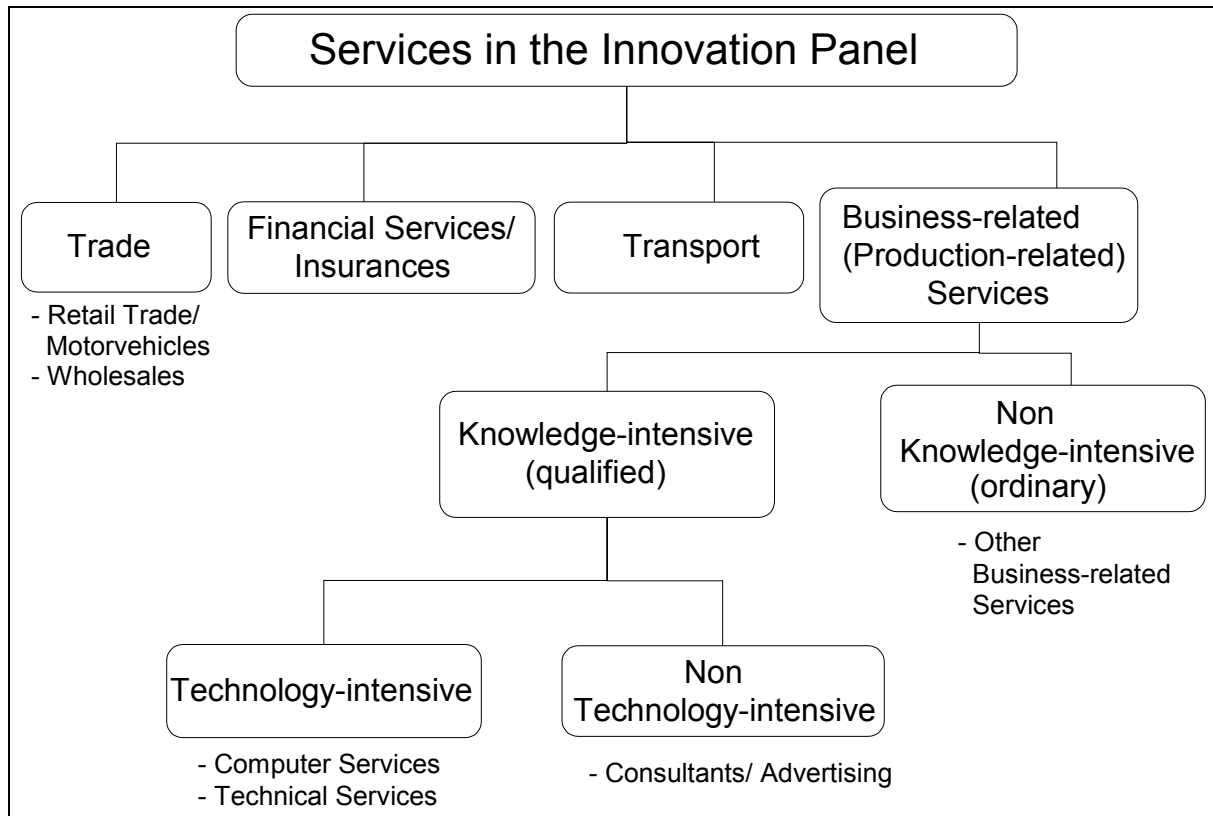 Services in the Innovation Panel
Trade
- Retail Trade/
Motorvehicles
- Wholesales
Financial Services/
Insurances
Transport
Business-related
(Production-related)
Services
Knowledge-intensive
(qualified)
Non
Knowledge-intensive
(ordinary)
- Other
Business-related
Services
Technology-intensive
- Computer Services
- Technical Services
Non
Technology-intensive
- Consultants/ Advertising